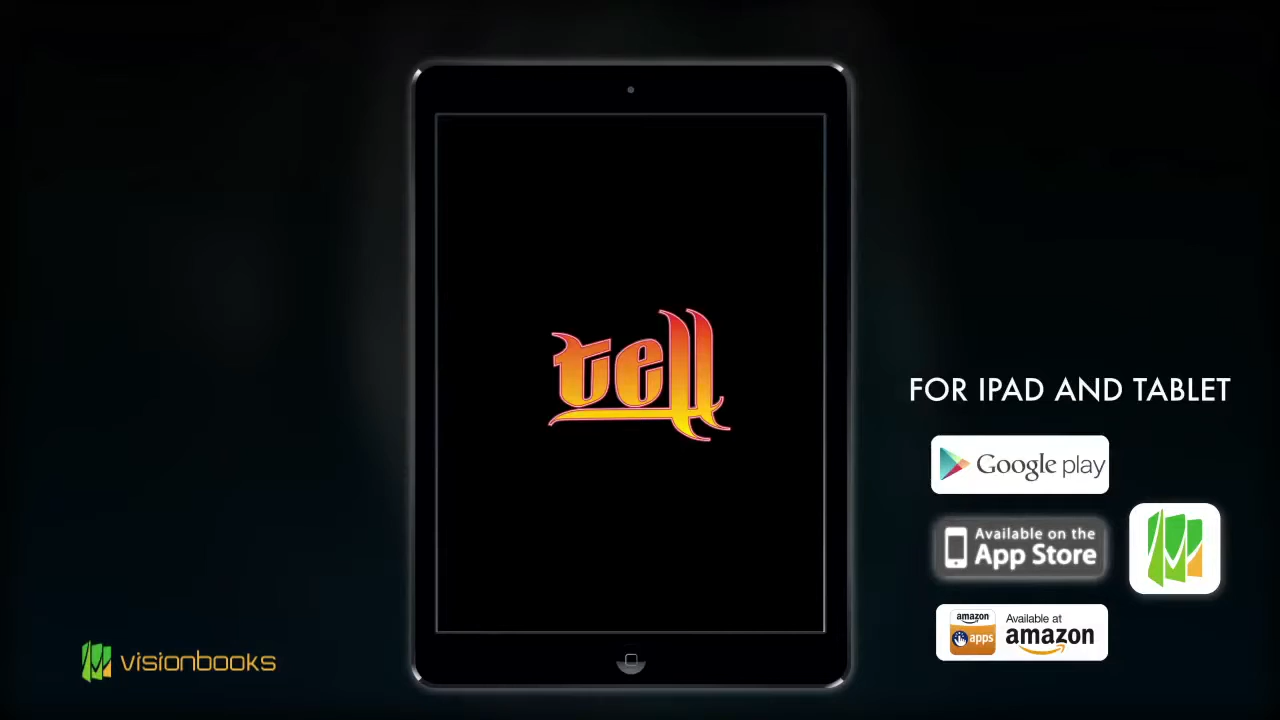 tell
FOR IPAD AND TABLET
Google play
Available on the
App Store
amazon
apps
Available at
amazon
visionbooks